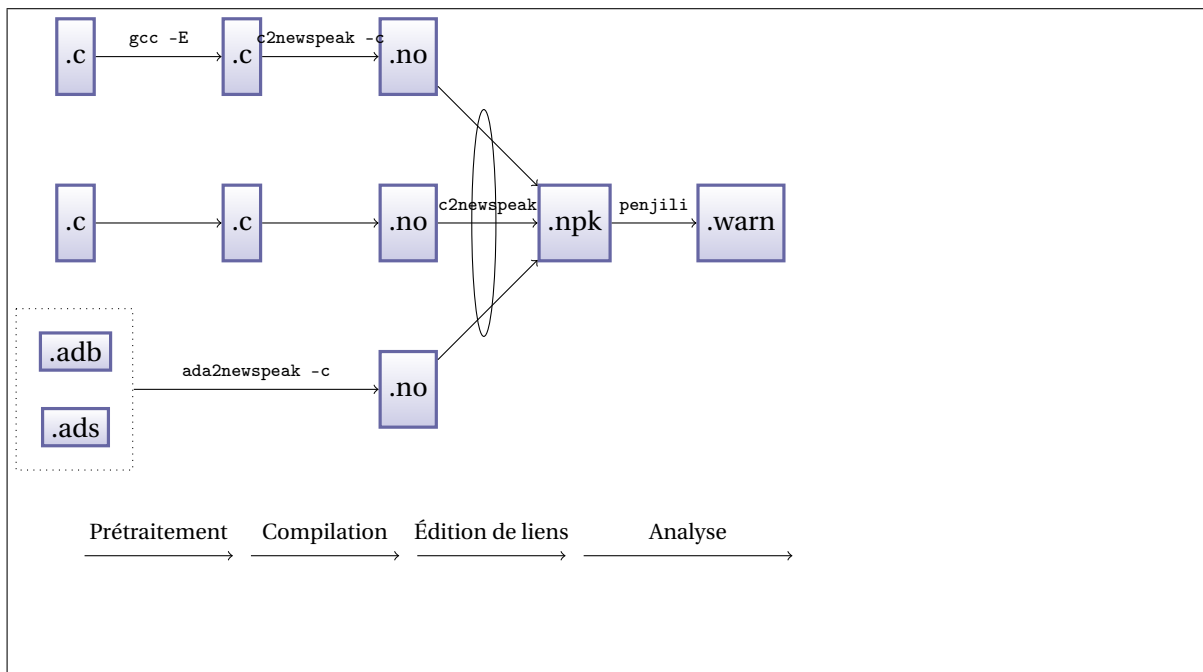 gcc -E
c2newspeak -c
.c
.c
.no
c2newspeak
penjili
.c
.c
.no
.npk
.warn
.adb
ada2newspeak -c
.no
.ads
Prétraitement
Compilation
Édition de liens
Analyse